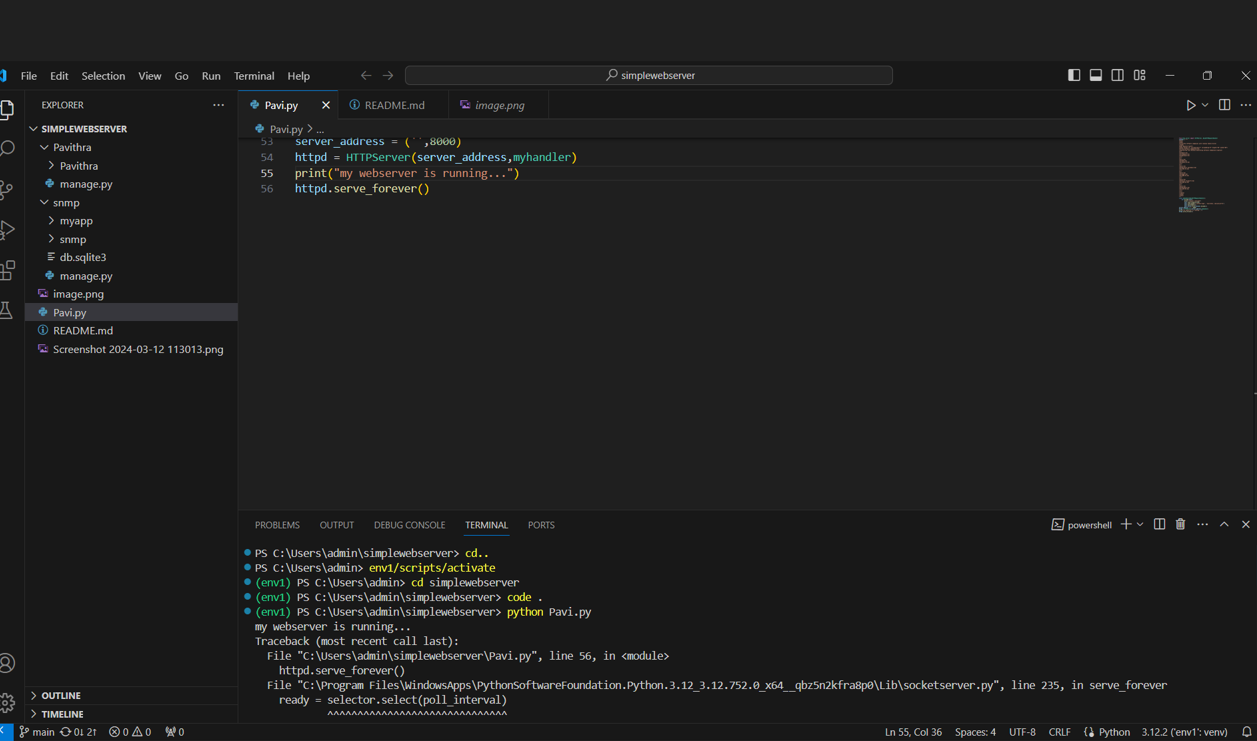 File Edit Selection View Go Run Terminal Help
simplewebserver
EXPLORER
SIMPLEWEBSERVER
Pavithra
Pavithra
manage.py
snmp
myapp
snmp
db.sqlite3
manage.py
image.png
Pavi.py
README.md
Screenshot 2024-03-12 113013.png
OUTLINE
TIMELINE
Pavi.py README.md image.png
Pavi.py > ...
53 server_address = ('',8000)
54 httpd = HTTPServer(server_address,myhandler)
55 print("my webserver is running...")
56 httpd.serve_forever()
PROBLEMS OUTPUT DEBUG CONSOLE TERMINAL PORTS
powershell
PS C:\Users\admin\simplewebserver> cd..
PS C:\Users\admin> env1/scripts/activate
(env1) PS C:\Users\admin> cd simplewebserver
(env1) PS C:\Users\admin\simplewebserver> code .
(env1) PS C:\Users\admin\simplewebserver> python Pavi.py
my webserver is running...
Traceback (most recent call last):
File "C:\Users\admin\simplewebserver\Pavi.py", line 56, in <module>
httpd.serve_forever()
File "C:\Program Files\WindowsApps\PythonSoftwareFoundation.Python.3.12_3.12.752.0_x64__qbz5n2kfra8p0\Lib\socketserver.py", line 235, in serve_forever
ready = selector.select(poll_interval)
^^^^^^^^^^^^^^^^^^^^^^^^^^^^^^
main 0↓ 2↑ 0 0 0 Ln 55, Col 36 Spaces: 4 UTF-8 CRLF Python 3.12.2 ('env1': venv)